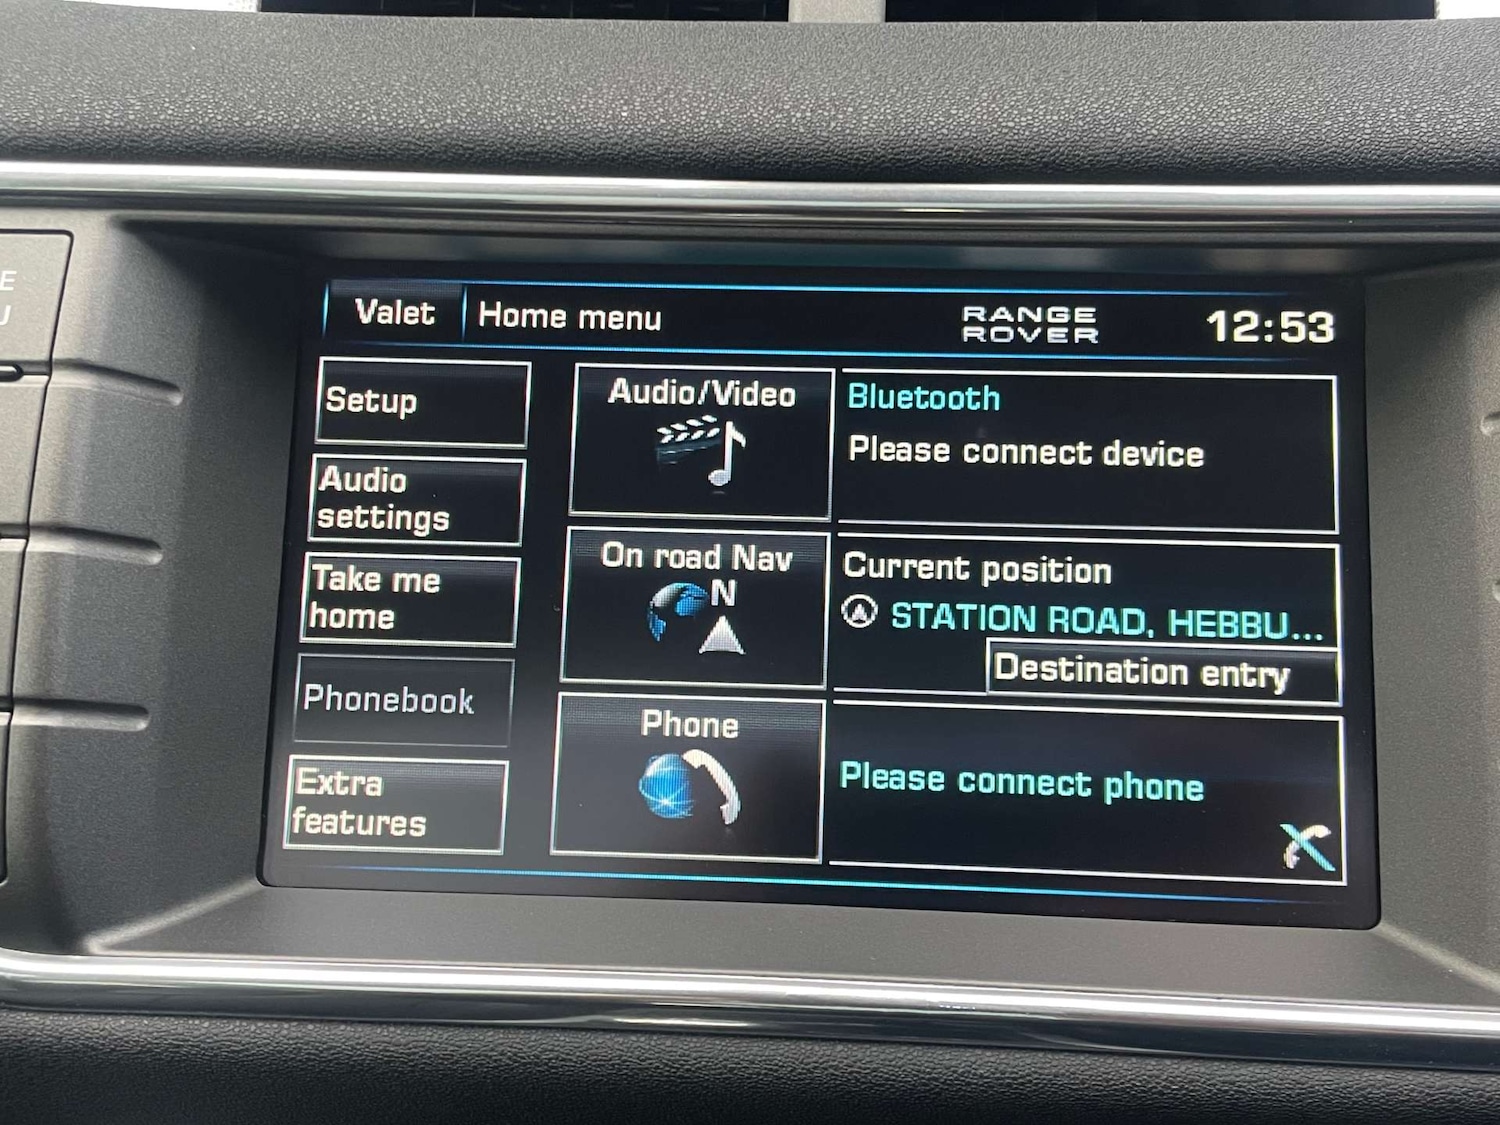 E
U
Valet
Home menu
RANGE
ROVER
12:53
Setup
Audio
settings
Take me
home
Phonebook
Extra
features
Audio/Video
Bluetooth
Please connect device
On road Nav
N
Current position
STATION ROAD, HEBBU...
Destination entry
Phone
Please connect phone